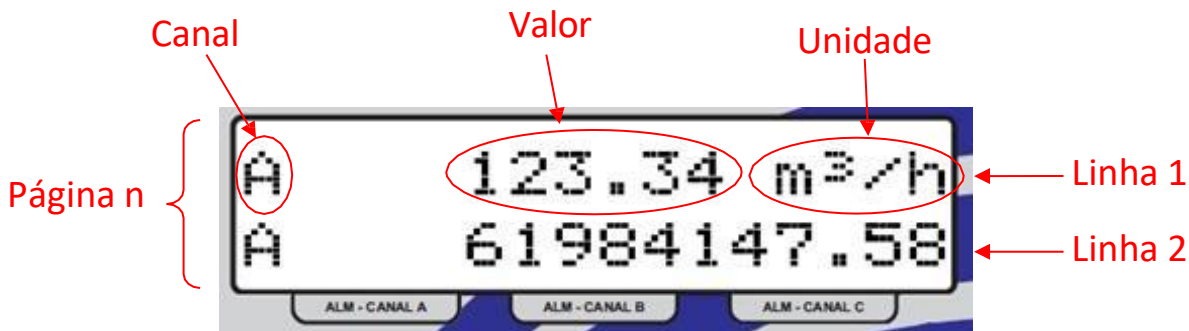 Canal
Valor
Unidade
Página n
A 123.34 m³/h
Linha 1
A 61984147.58
Linha 2
ALM - CANAL A
ALM - CANAL B
ALM - CANAL C